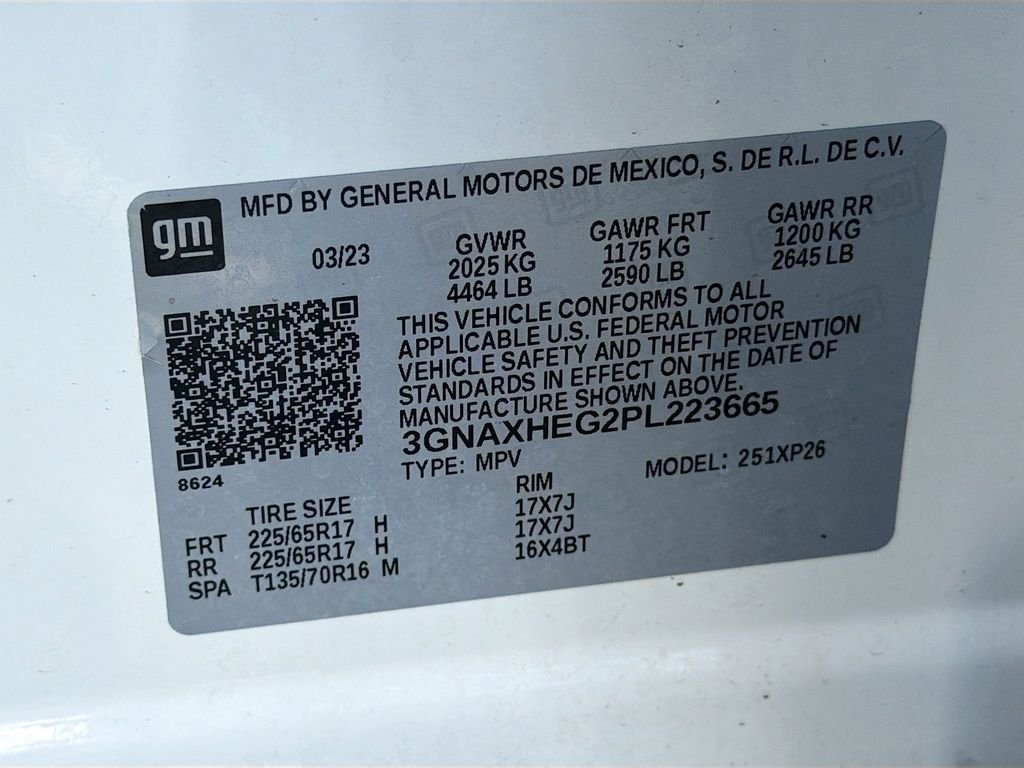 gm
MFD BY GENERAL MOTORS DE MEXICO, S. DE R.L. DE C.V.
03/23
GVWR
2025 KG
4464 LB
GAWR FRT
1175 KG
2590 LB
GAWR RR
1200 KG
2645 LB
THIS VEHICLE CONFORMS TO ALL
APPLICABLE U.S. FEDERAL MOTOR
VEHICLE SAFETY AND THEFT PREVENTION
STANDARDS IN EFFECT ON THE DATE OF
MANUFACTURE SHOWN ABOVE.
3GNAXHEG2PL223665
TYPE: MPV MODEL: 251XP26
8624
TIRE SIZE RIM
FRT 225/65R17 H 17X7J
RR 225/65R17 H 17X7J
SPA T135/70R16 M 16X4BT